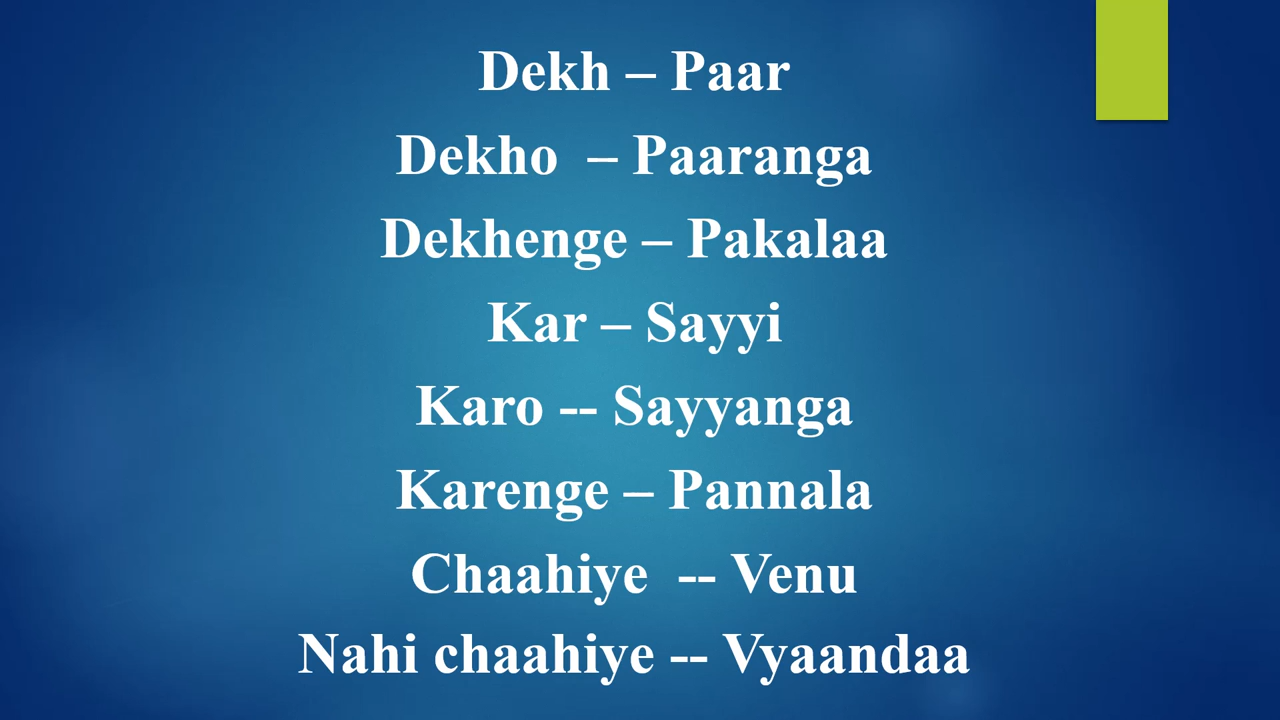 Dekh – Paar
Dekho – Paaranga
Dekhenge – Pakalaa
Kar – Sayyi
Karo -- Sayyanga
Karenge – Pannala
Chaahiye -- Venu
Nahi chaahiye -- Vyaandaa